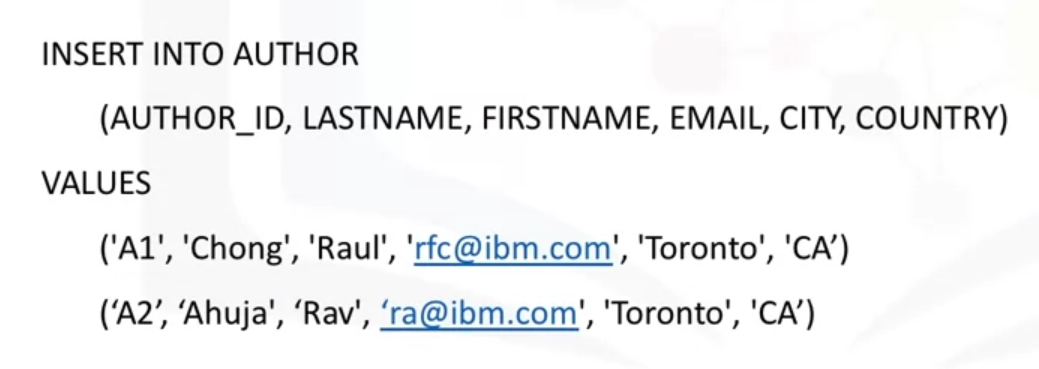 INSERT INTO AUTHOR
(AUTHOR_ID, LASTNAME, FIRSTNAME, EMAIL, CITY, COUNTRY)
VALUES
('A1', 'Chong', 'Raul', 'rfc@ibm.com', 'Toronto', 'CA’)
(‘A2’, ‘Ahuja', ‘Rav', ‘ra@ibm.com', 'Toronto', 'CA’)